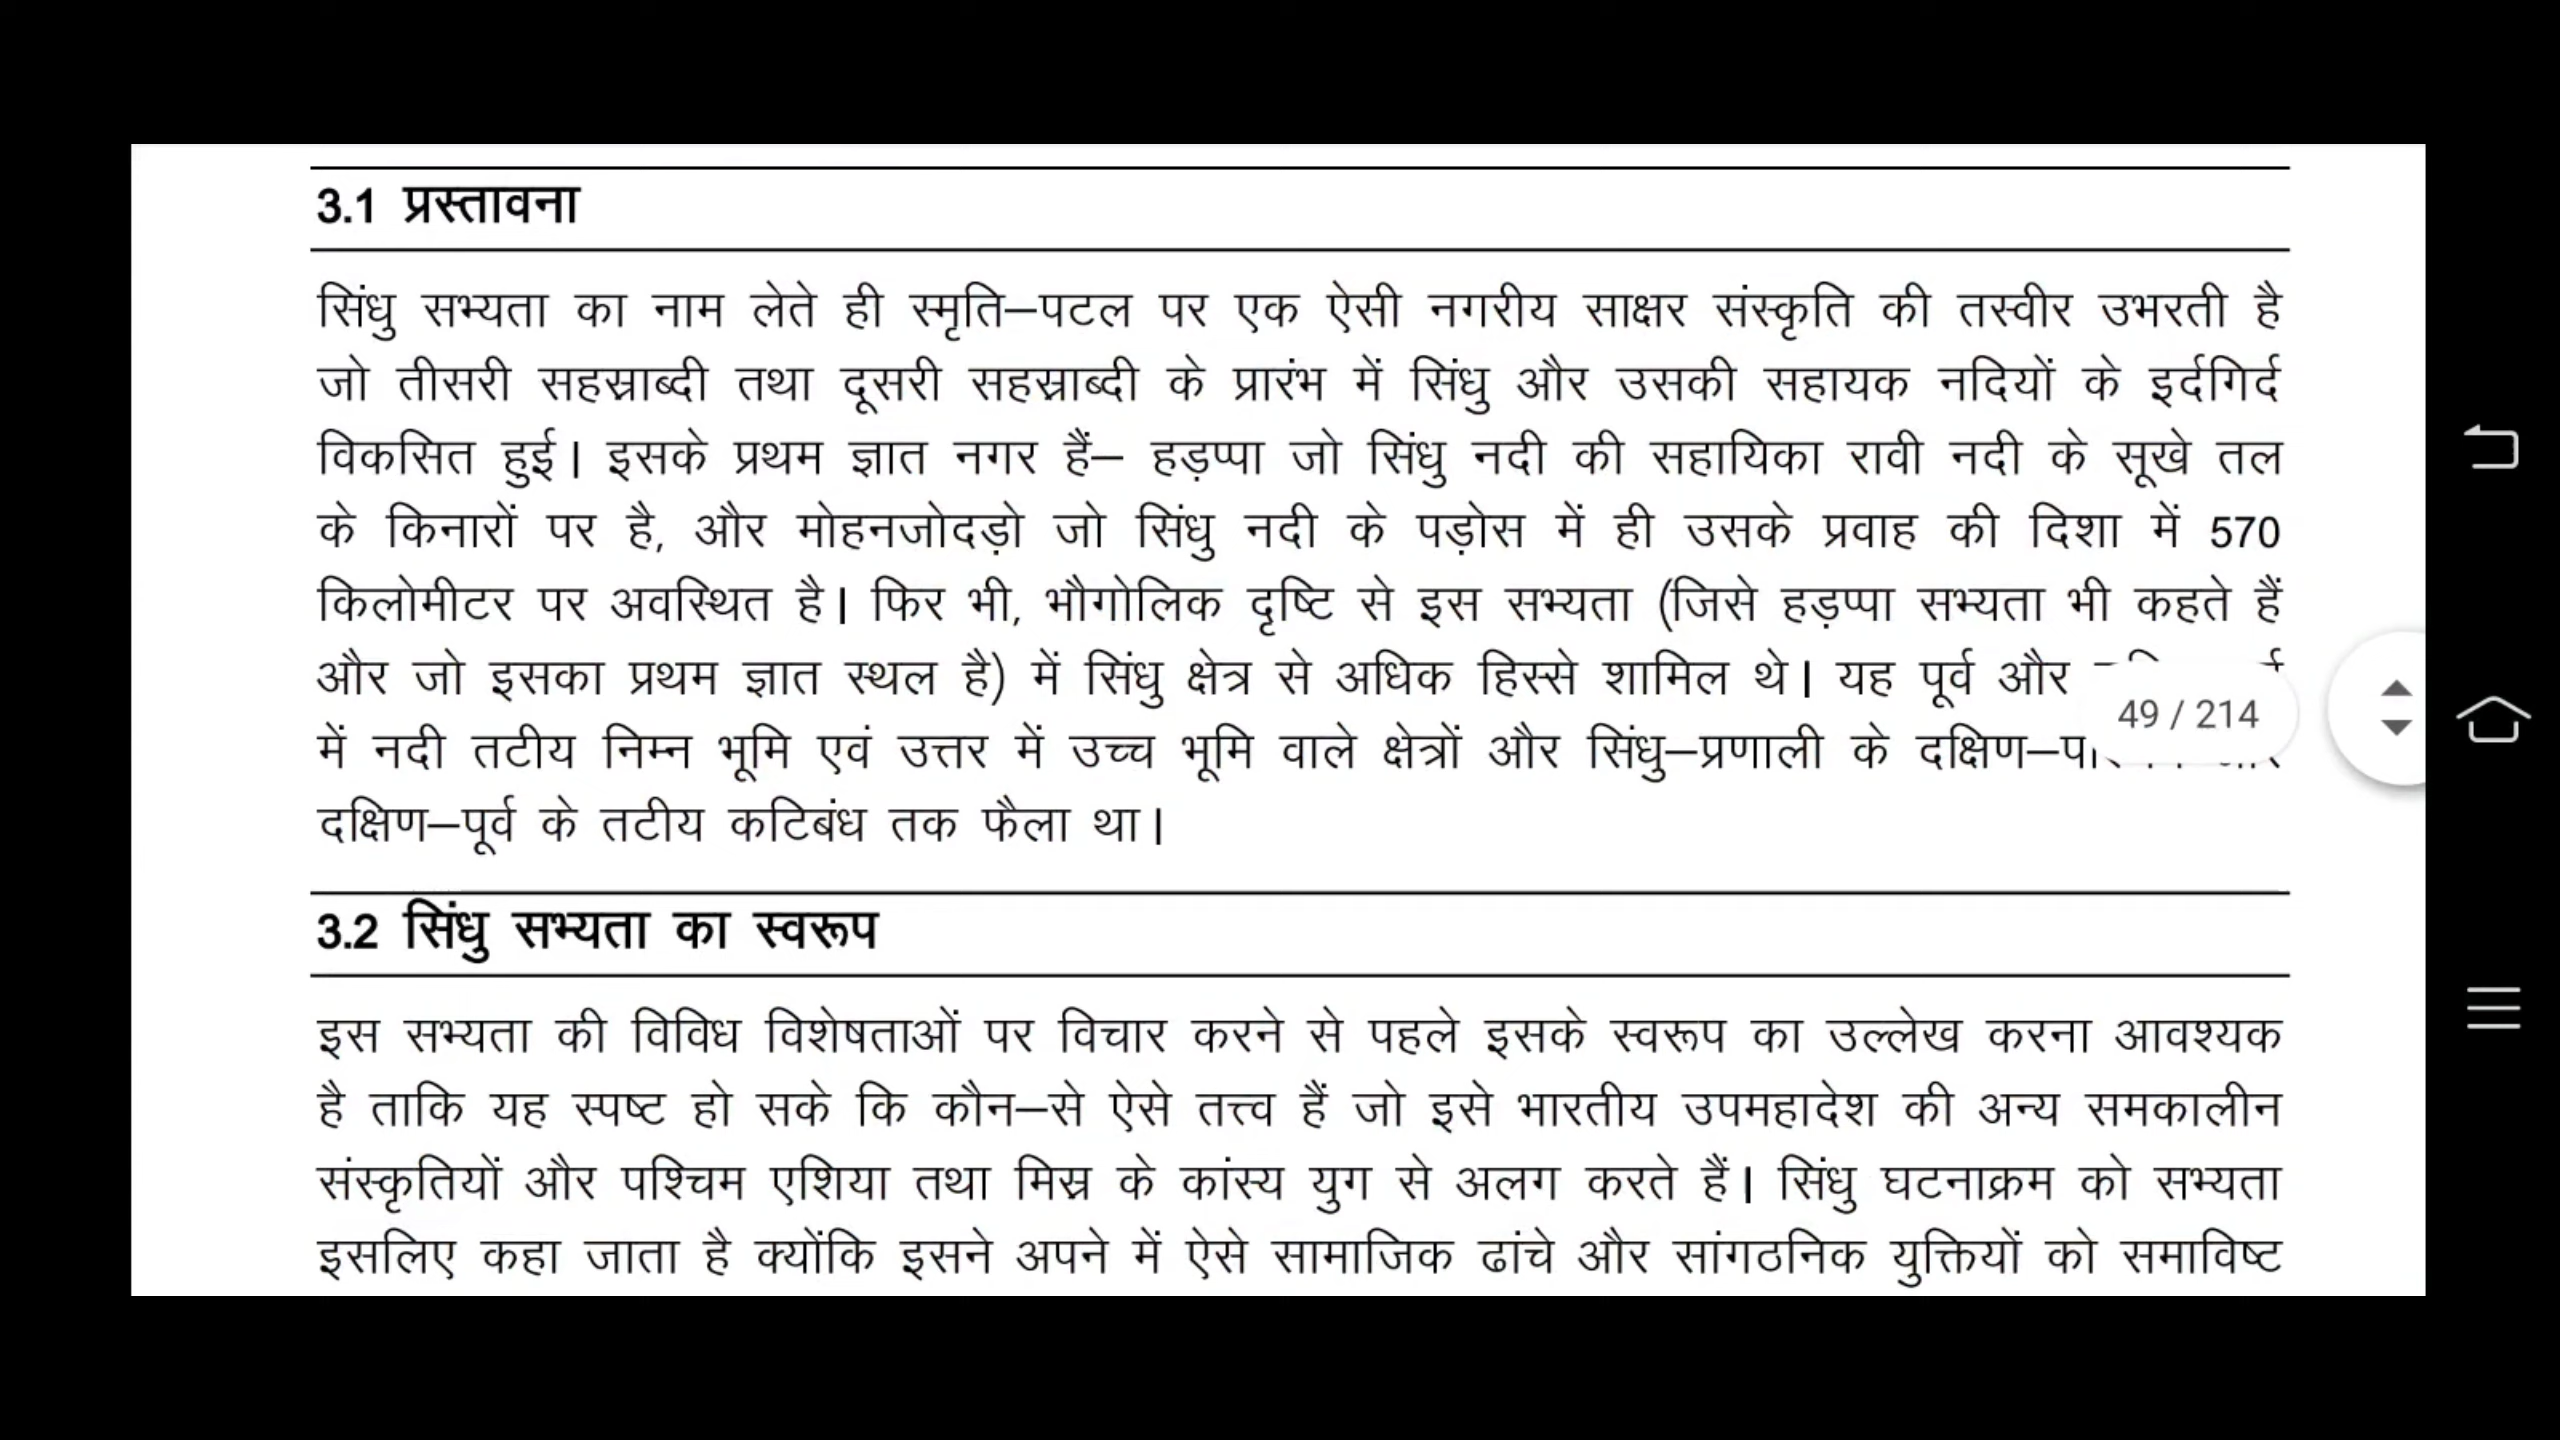 3.1 प्रस्तावना
सिंधु सभ्यता का नाम लेते ही स्मृति–पटल पर एक ऐसी नगरीय साक्षर संस्कृति की तस्वीर उभरती है
जो तीसरी सहस्राब्दी तथा दूसरी सहस्राब्दी के प्रारंभ में सिंधु और उसकी सहायक नदियों के इर्दगिर्द
विकसित हुई। इसके प्रथम ज्ञात नगर हैं– हड़प्पा जो सिंधु नदी की सहायिका रावी नदी के सूखे तल
के किनारों पर है, और मोहनजोदड़ो जो सिंधु नदी के पड़ोस में ही उसके प्रवाह की दिशा में 570
किलोमीटर पर अवस्थित है। फिर भी, भौगोलिक दृष्टि से इस सभ्यता (जिसे हड़प्पा सभ्यता भी कहते हैं
और जो इसका प्रथम ज्ञात स्थल है) में सिंधु क्षेत्र से अधिक हिस्से शामिल थे। यह पूर्व और
49 / 214
में नदी तटीय निम्न भूमि एवं उत्तर में उच्च भूमि वाले क्षेत्रों और सिंधु–प्रणाली के
दक्षिण–पूर्व के तटीय कटिबंध तक फैला था।
3.2 सिंधु सभ्यता का स्वरूप
इस सभ्यता की विविध विशेषताओं पर विचार करने से पहले इसके स्वरूप का उल्लेख करना आवश्यक
है ताकि यह स्पष्ट हो सके कि कौन–से ऐसे तत्त्व हैं जो इसे भारतीय उपमहादेश की अन्य समकालीन
संस्कृतियों और पश्चिम एशिया तथा मिस्र के कांस्य युग से अलग करते हैं। सिंधु घटनाक्रम को सभ्यता
इसलिए कहा जाता है क्योंकि इसने अपने में ऐसे सामाजिक ढांचे और सांगठनिक युक्तियों को समाविष्ट